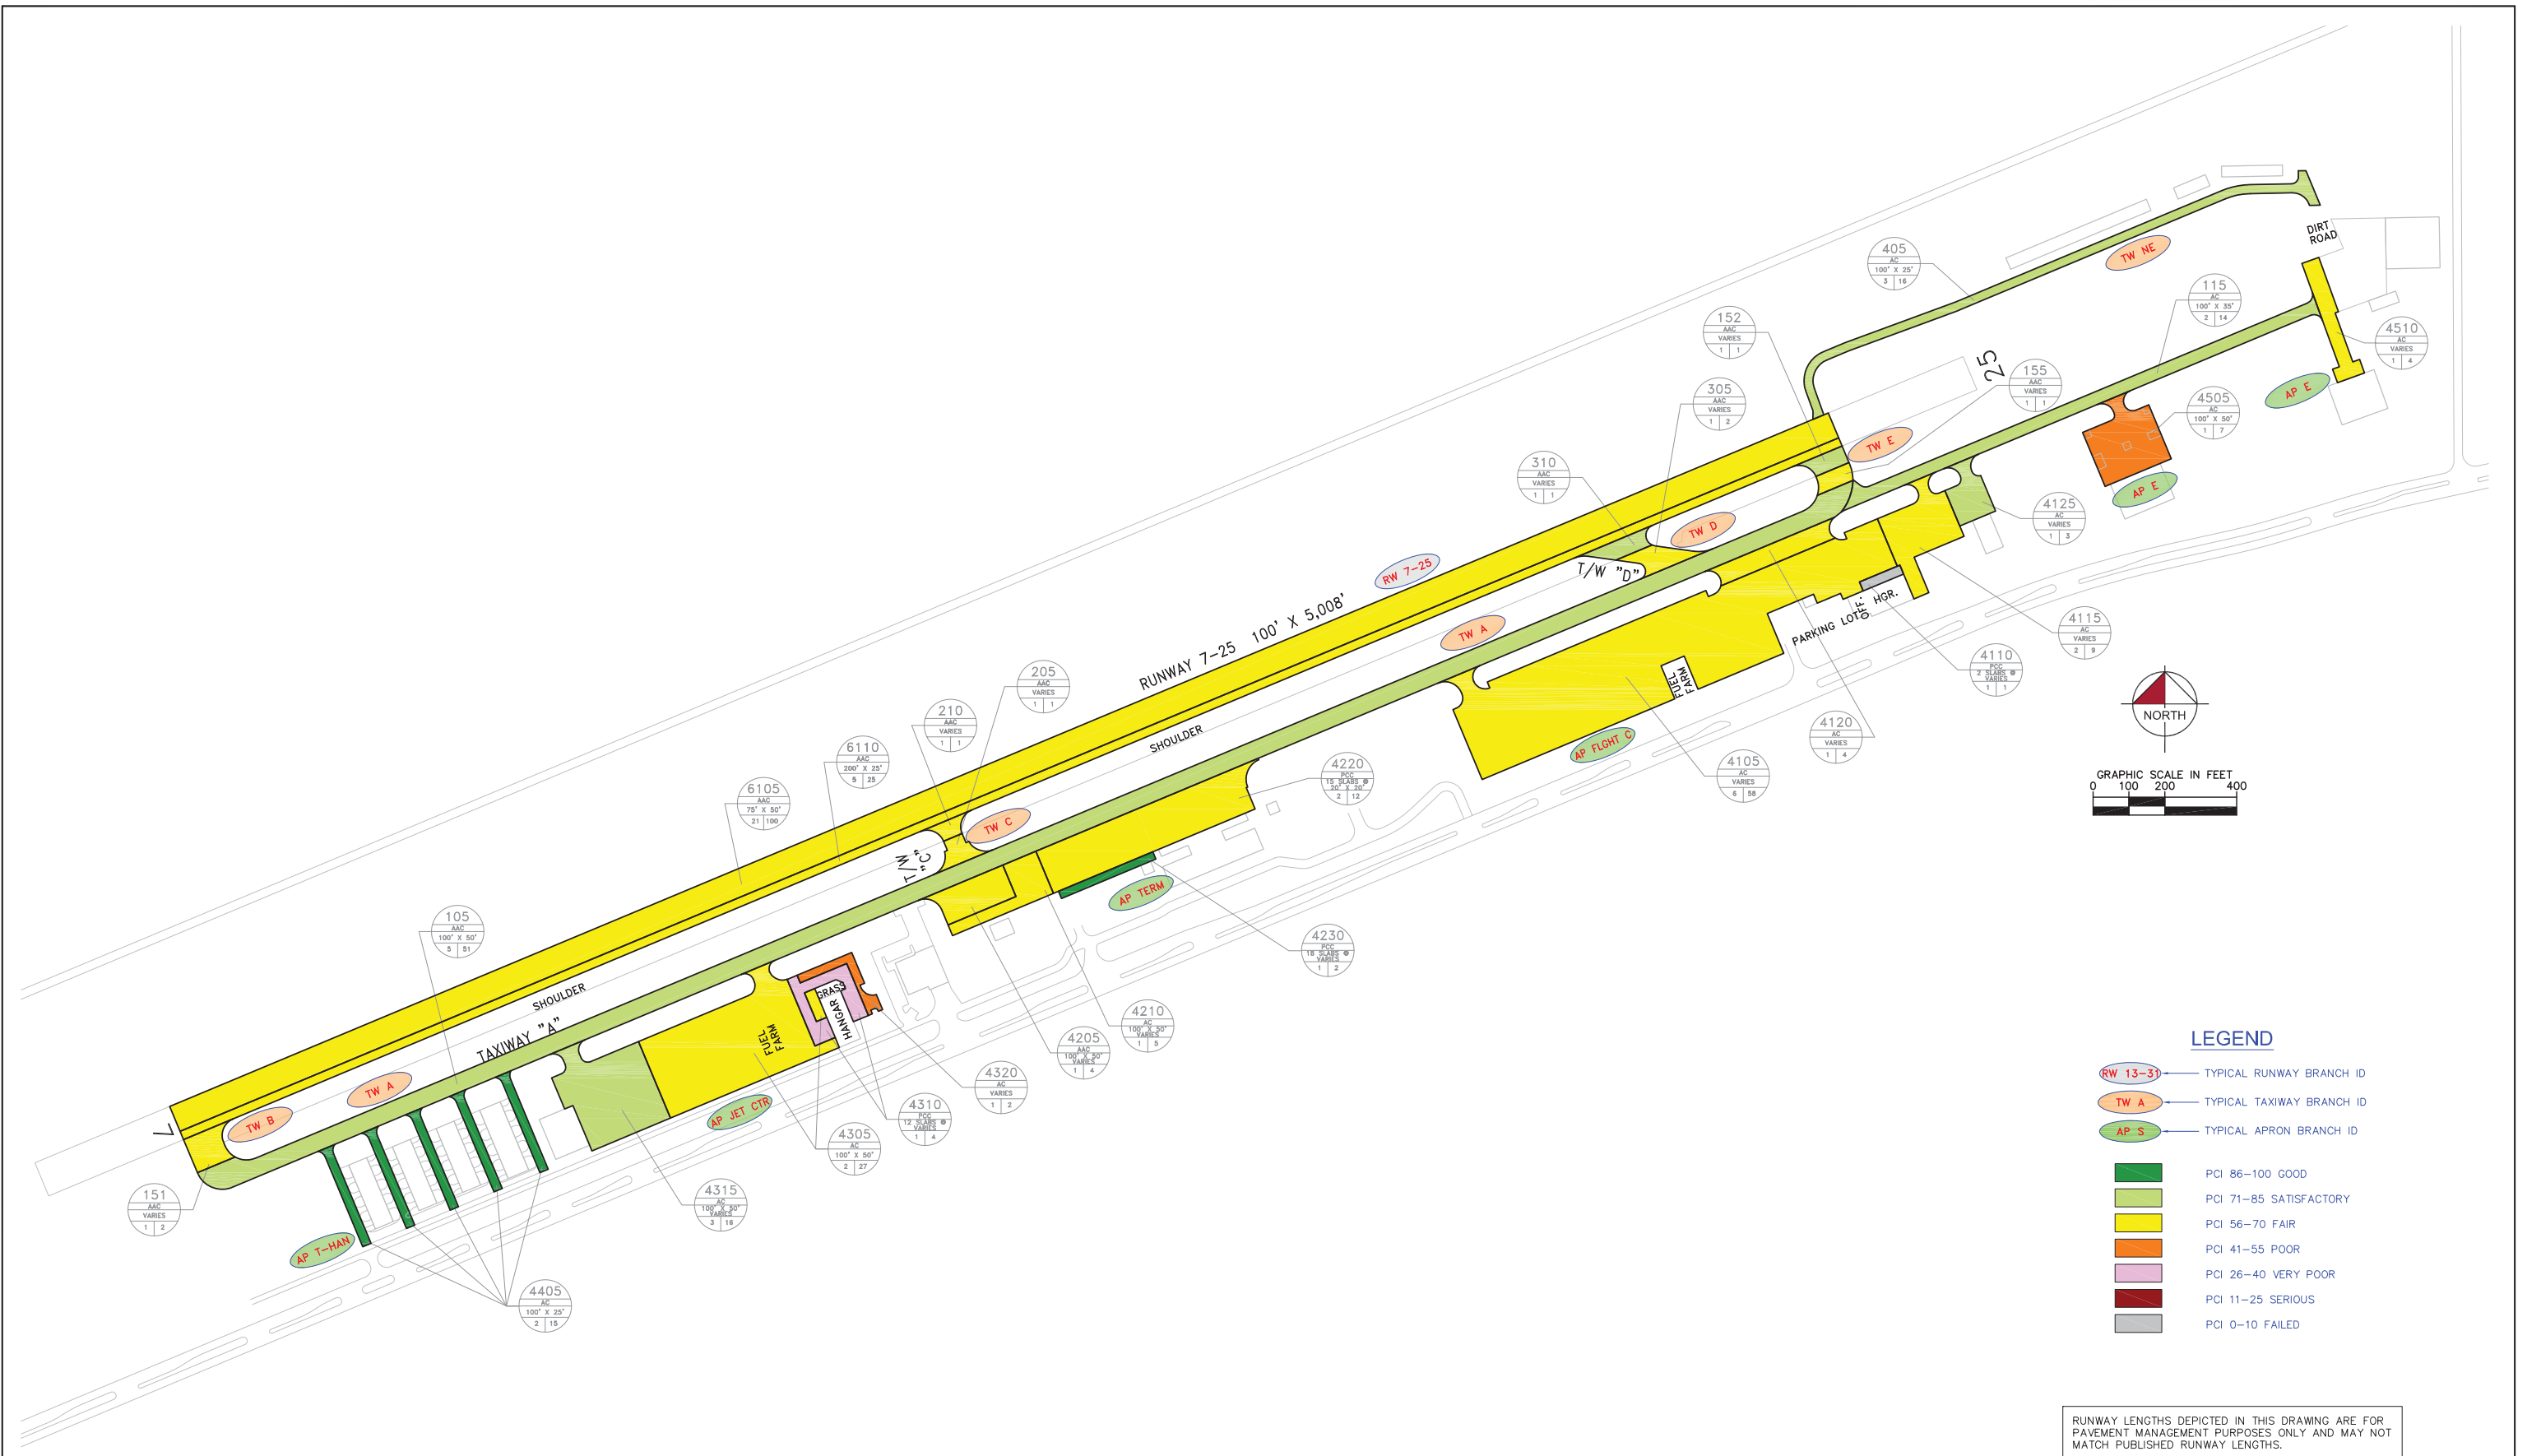 DIRT
ROAD
TW NE
405
AC
100' X 25'
3 16
115
AC
100' X 35'
2 14
152
AAC
VARIES
1 1
4510
AC
VARIES
1 4
25
155
AAC
VARIES
1 1
305
AAC
VARIES
1 2
AP E
4505
AC
100' X 50'
1 7
TW E
310
AAC
VARIES
1 1
AP E
4125
AC
VARIES
1 3
TW D
RW 7-25
T/W "D"
RUNWAY 7-25 100' X 5,008'
OFF.
HGR.
PARKING LOT
4115
AC
VARIES
2 9
TW A
4110
PCC
2 SLABS @
VARIES
1 1
205
AAC
VARIES
1 1
FUEL
FARM
NORTH
210
AAC
VARIES
1 1
SHOULDER
4120
AC
VARIES
1 4
6110
AAC
200' X 25'
5 25
AP FLGHT C
4220
PCC
15 SLABS @
20' X 20'
2 12
4105
AC
VARIES
6 58
GRAPHIC SCALE IN FEET
0 100 200 400
6105
AAC
75' X 50'
21 100
TW C
T/W
"C"
AP TERM
105
AAC
100' X 50'
5 51
4230
PCC
18 SLABS @
VARIES
1 2
SHOULDER
GRASS
HANGAR
4210
AC
100' X 50'
VARIES
1 5
TAXIWAY "A"
FUEL
FARM
4205
AAC
100' X 50'
VARIES
1 4
4320
AC
VARIES
1 2
TW A
TW B
7
AP JET CTR
4310
PCC
12 SLABS @
VARIES
1 4
4305
AC
100' X 50'
2 27
151
AAC
VARIES
1 2
4315
AC
100' X 50'
VARIES
3 16
AP T-HAN
4405
AC
100' X 25'
2 15
LEGEND
RW 13-31 TYPICAL RUNWAY BRANCH ID
TW A TYPICAL TAXIWAY BRANCH ID
AP S TYPICAL APRON BRANCH ID
PCI 86-100 GOOD
PCI 71-85 SATISFACTORY
PCI 56-70 FAIR
PCI 41-55 POOR
PCI 26-40 VERY POOR
PCI 11-25 SERIOUS
PCI 0-10 FAILED
RUNWAY LENGTHS DEPICTED IN THIS DRAWING ARE FOR
PAVEMENT MANAGEMENT PURPOSES ONLY AND MAY NOT
MATCH PUBLISHED RUNWAY LENGTHS.